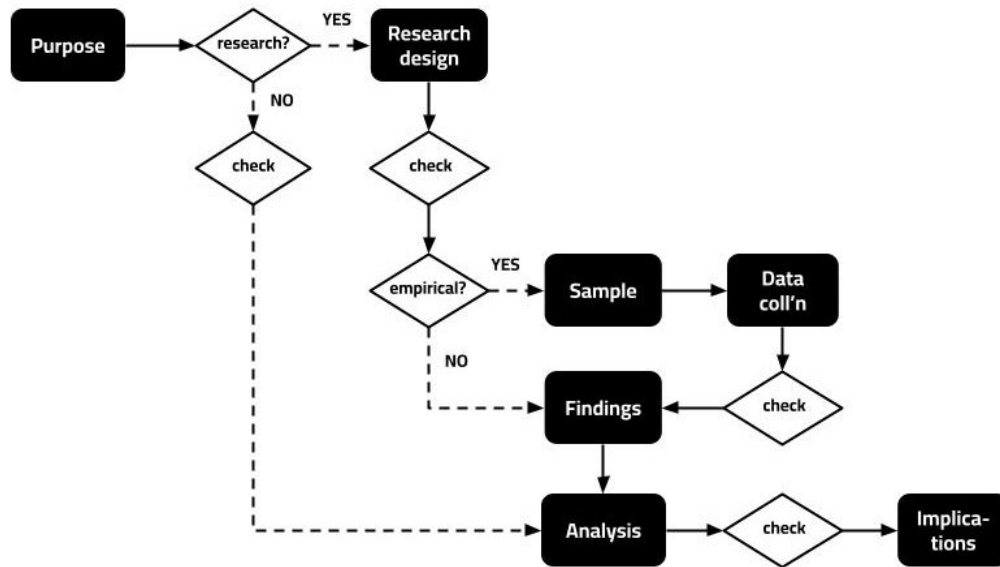 YES
Purpose
research?
Research
design
NO
check
check
YES
empirical?
Sample
Data
coll'n
NO
Findings
check
Analysis
check
Implica-
tions